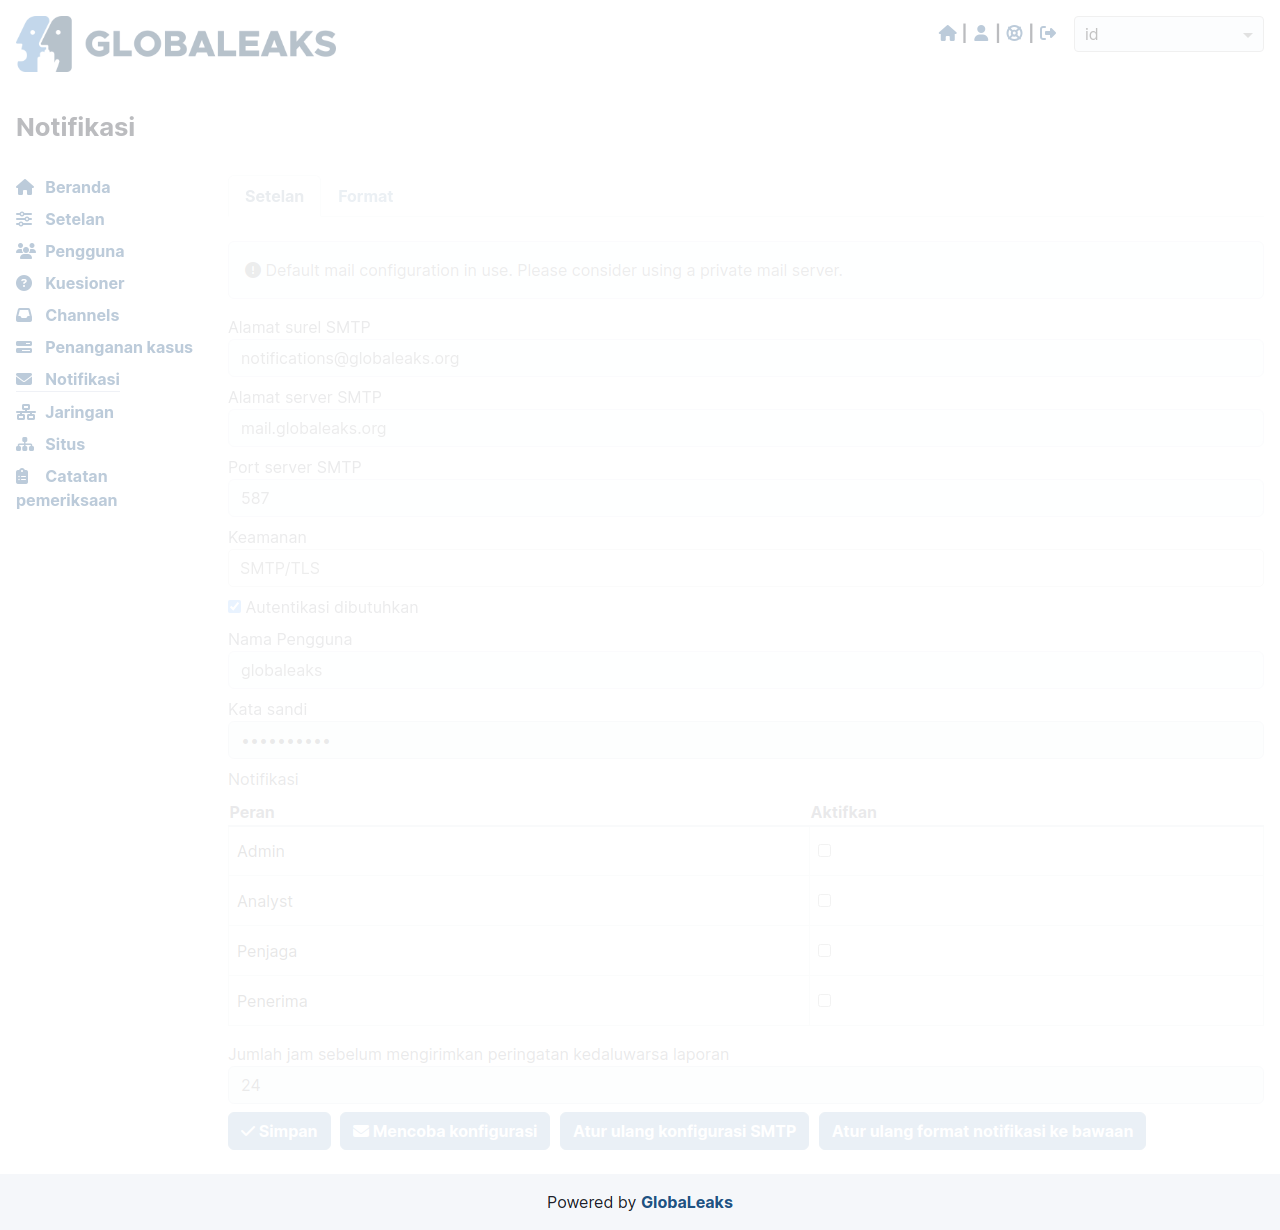 GLOBALEAKS
| | |
id
Notifikasi
Beranda
Setelan
Pengguna
Kuesioner
Channels
Penanganan kasus
Notifikasi
Jaringan
Situs
Catatan
pemeriksaan
Setelan Format
Default mail configuration in use. Please consider using a private mail server.
Alamat surel SMTP
notifications@globaleaks.org
Alamat server SMTP
mail.globaleaks.org
Port server SMTP
587
Keamanan
SMTP/TLS
Autentikasi dibutuhkan
Nama Pengguna
globaleaks
Kata sandi
••••••••••
Notifikasi
Peran Aktifkan
Admin
Analyst
Penjaga
Penerima
Jumlah jam sebelum mengirimkan peringatan kedaluwarsa laporan
24
Simpan Mencoba konfigurasi Atur ulang konfigurasi SMTP Atur ulang format notifikasi ke bawaan
Powered by GlobaLeaks